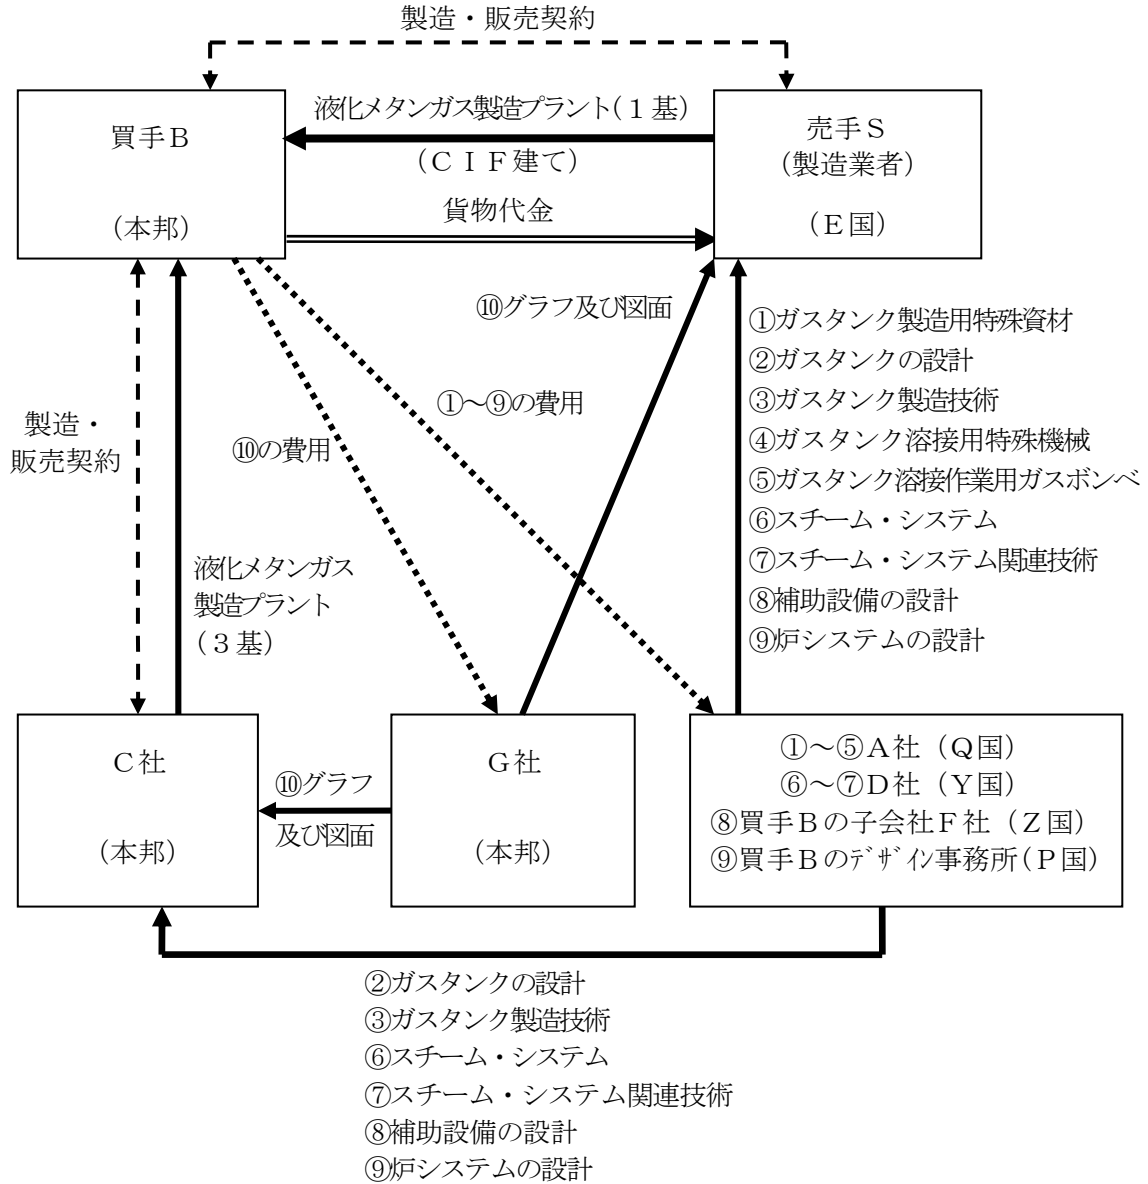 製造・販売契約
買手Ｂ
（本邦）
液化メタンガス製造プラント（１基）
（ＣＩＦ建て）
貨物代金
売手Ｓ
（製造業者）
（Ｅ国）
⑩グラフ及び図面
①ガスタンク製造用特殊資材
②ガスタンクの設計
③ガスタンク製造技術
④ガスタンク溶接用特殊機械
⑤ガスタンク溶接作業用ガスボンベ
⑥スチーム・システム
⑦スチーム・システム関連技術
⑧補助設備の設計
⑨炉システムの設計
①～⑨の費用
⑩の費用
製造・
販売契約
液化メタンガス
製造プラント
（３基）
Ｃ社
（本邦）
⑩グラフ
及び図面
Ｇ社
（本邦）
①～⑤Ａ社（Ｑ国）
⑥～⑦Ｄ社（Ｙ国）
⑧買手Ｂの子会社Ｆ社（Ｚ国）
⑨買手Ｂのﾃﾞｻﾞｲﾝ事務所（Ｐ国）
②ガスタンクの設計
③ガスタンク製造技術
⑥スチーム・システム
⑦スチーム・システム関連技術
⑧補助設備の設計
⑨炉システムの設計